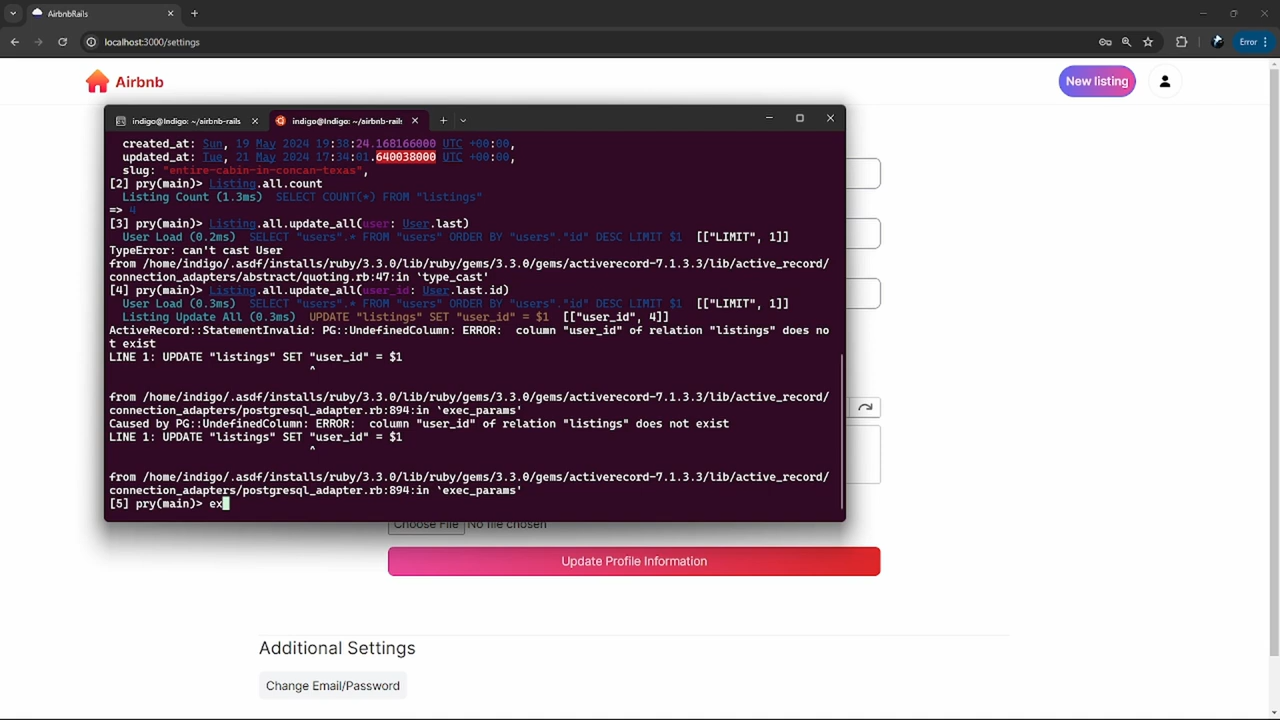 AirbnbRails
localhost:3000/settings
Error
Airbnb
New listing
indigo@Indigo: ~/airbnb-rails
indigo@Indigo: ~/airbnb-rails
created_at: Sun, 19 May 2024 19:38:24.168166000 UTC +00:00,
updated_at: Tue, 21 May 2024 17:34:01.640038000 UTC +00:00,
slug: "entire-cabin-in-concan-texas",
[2] pry(main)> Listing.all.count
Listing Count (1.3ms)  SELECT COUNT(*) FROM "listings"
=> 4
[3] pry(main)> Listing.all.update_all(user: User.last)
User Load (0.2ms)  SELECT "users".* FROM "users" ORDER BY "users"."id" DESC LIMIT $1  [["LIMIT", 1]]
TypeError: can't cast User
from /home/indigo/.asdf/installs/ruby/3.3.0/lib/ruby/gems/3.3.0/gems/activerecord-7.1.3.3/lib/active_record/
connection_adapters/abstract/quoting.rb:47:in `type_cast'
[4] pry(main)> Listing.all.update_all(user_id: User.last.id)
User Load (0.3ms)  SELECT "users".* FROM "users" ORDER BY "users"."id" DESC LIMIT $1  [["LIMIT", 1]]
Listing Update All (0.3ms)  UPDATE "listings" SET "user_id" = $1  [["user_id", 4]]
ActiveRecord::StatementInvalid: PG::UndefinedColumn: ERROR:  column "user_id" of relation "listings" does no
t exist
LINE 1: UPDATE "listings" SET "user_id" = $1
^
from /home/indigo/.asdf/installs/ruby/3.3.0/lib/ruby/gems/3.3.0/gems/activerecord-7.1.3.3/lib/active_record/
connection_adapters/postgresql_adapter.rb:894:in `exec_params'
Caused by PG::UndefinedColumn: ERROR:  column "user_id" of relation "listings" does not exist
LINE 1: UPDATE "listings" SET "user_id" = $1
^
from /home/indigo/.asdf/installs/ruby/3.3.0/lib/ruby/gems/3.3.0/gems/activerecord-7.1.3.3/lib/active_record/
connection_adapters/postgresql_adapter.rb:894:in `exec_params'
[5] pry(main)> ex
Choose File No file chosen
Update Profile Information
Additional Settings
Change Email/Password